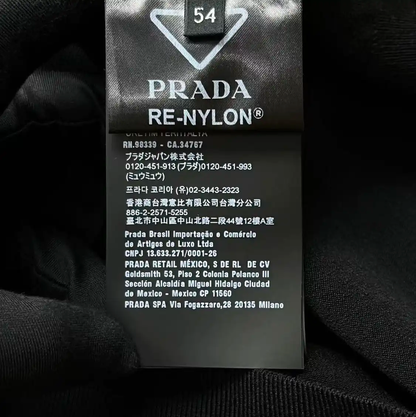 54
PRADA
RE-NYLON®
RN.98339 - CA.34767
プラダジャパン株式会社
0120-451-913 (プラダ) 0120-451-993
(ミュウミュウ)
프라다 코리아 (유)02-3443-2323
香港商台灣意比有限公司台灣分公司
886-2-2571-5255
臺北市中山區中山北路二段44號12樓A室
Prada Brasil Importação e Comércio
de Artigos de Luxo Ltda
CNPJ 13.633.271/0001-26
PRADA RETAIL MÉXICO, S DE RL DE CV
Goldsmith 53, Piso 2 Colonia Polanco III
Sección Alcaldía Miguel Hidalgo Ciudad
de Mexico - Mexico CP 11560
PRADA SPA Via Fogazzaro,28 20135 Milano